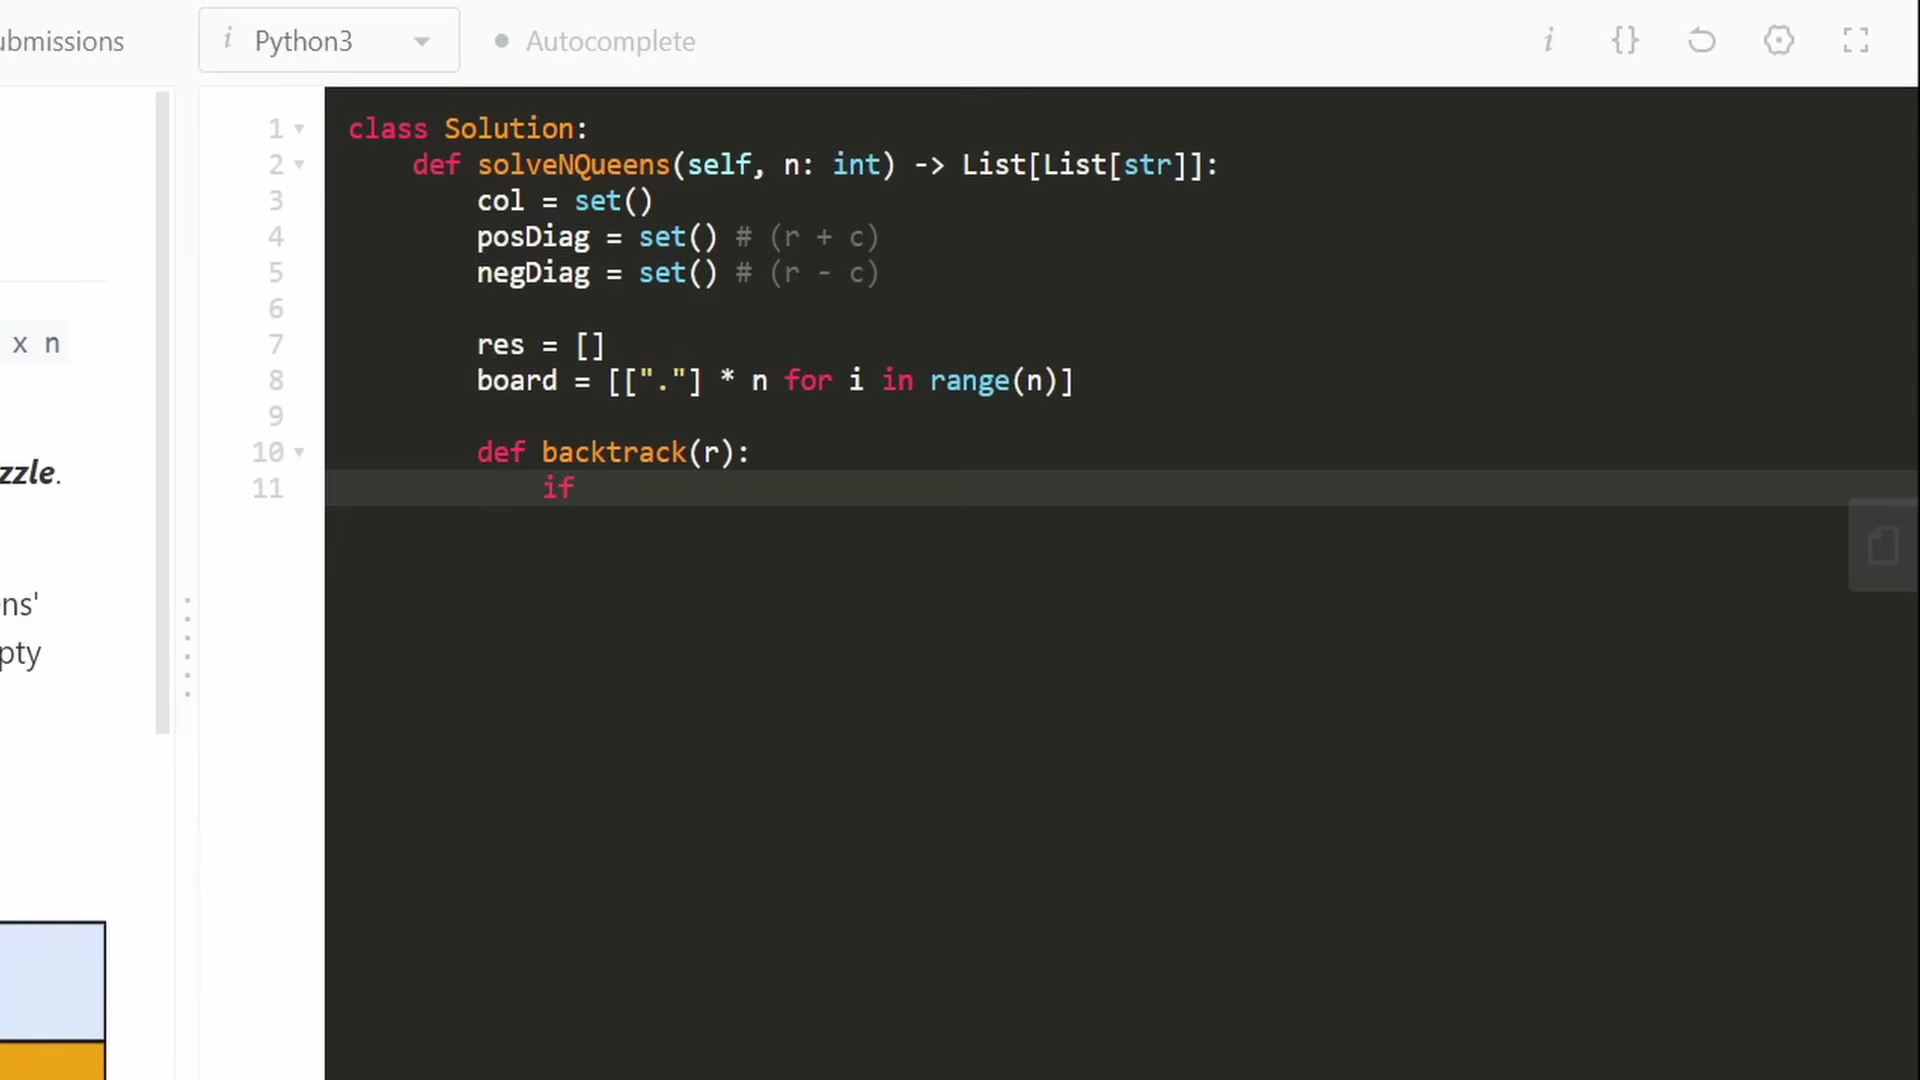 ubmissions
i Python3
Autocomplete
i {}
x n
zzle.
ns'
pty
1 class Solution:
2 def solveNQueens(self, n: int) -> List[List[str]]:
3 col = set()
4 posDiag = set() # (r + c)
5 negDiag = set() # (r - c)
6
7 res = []
8 board = [["."] * n for i in range(n)]
9
10 def backtrack(r):
11 if